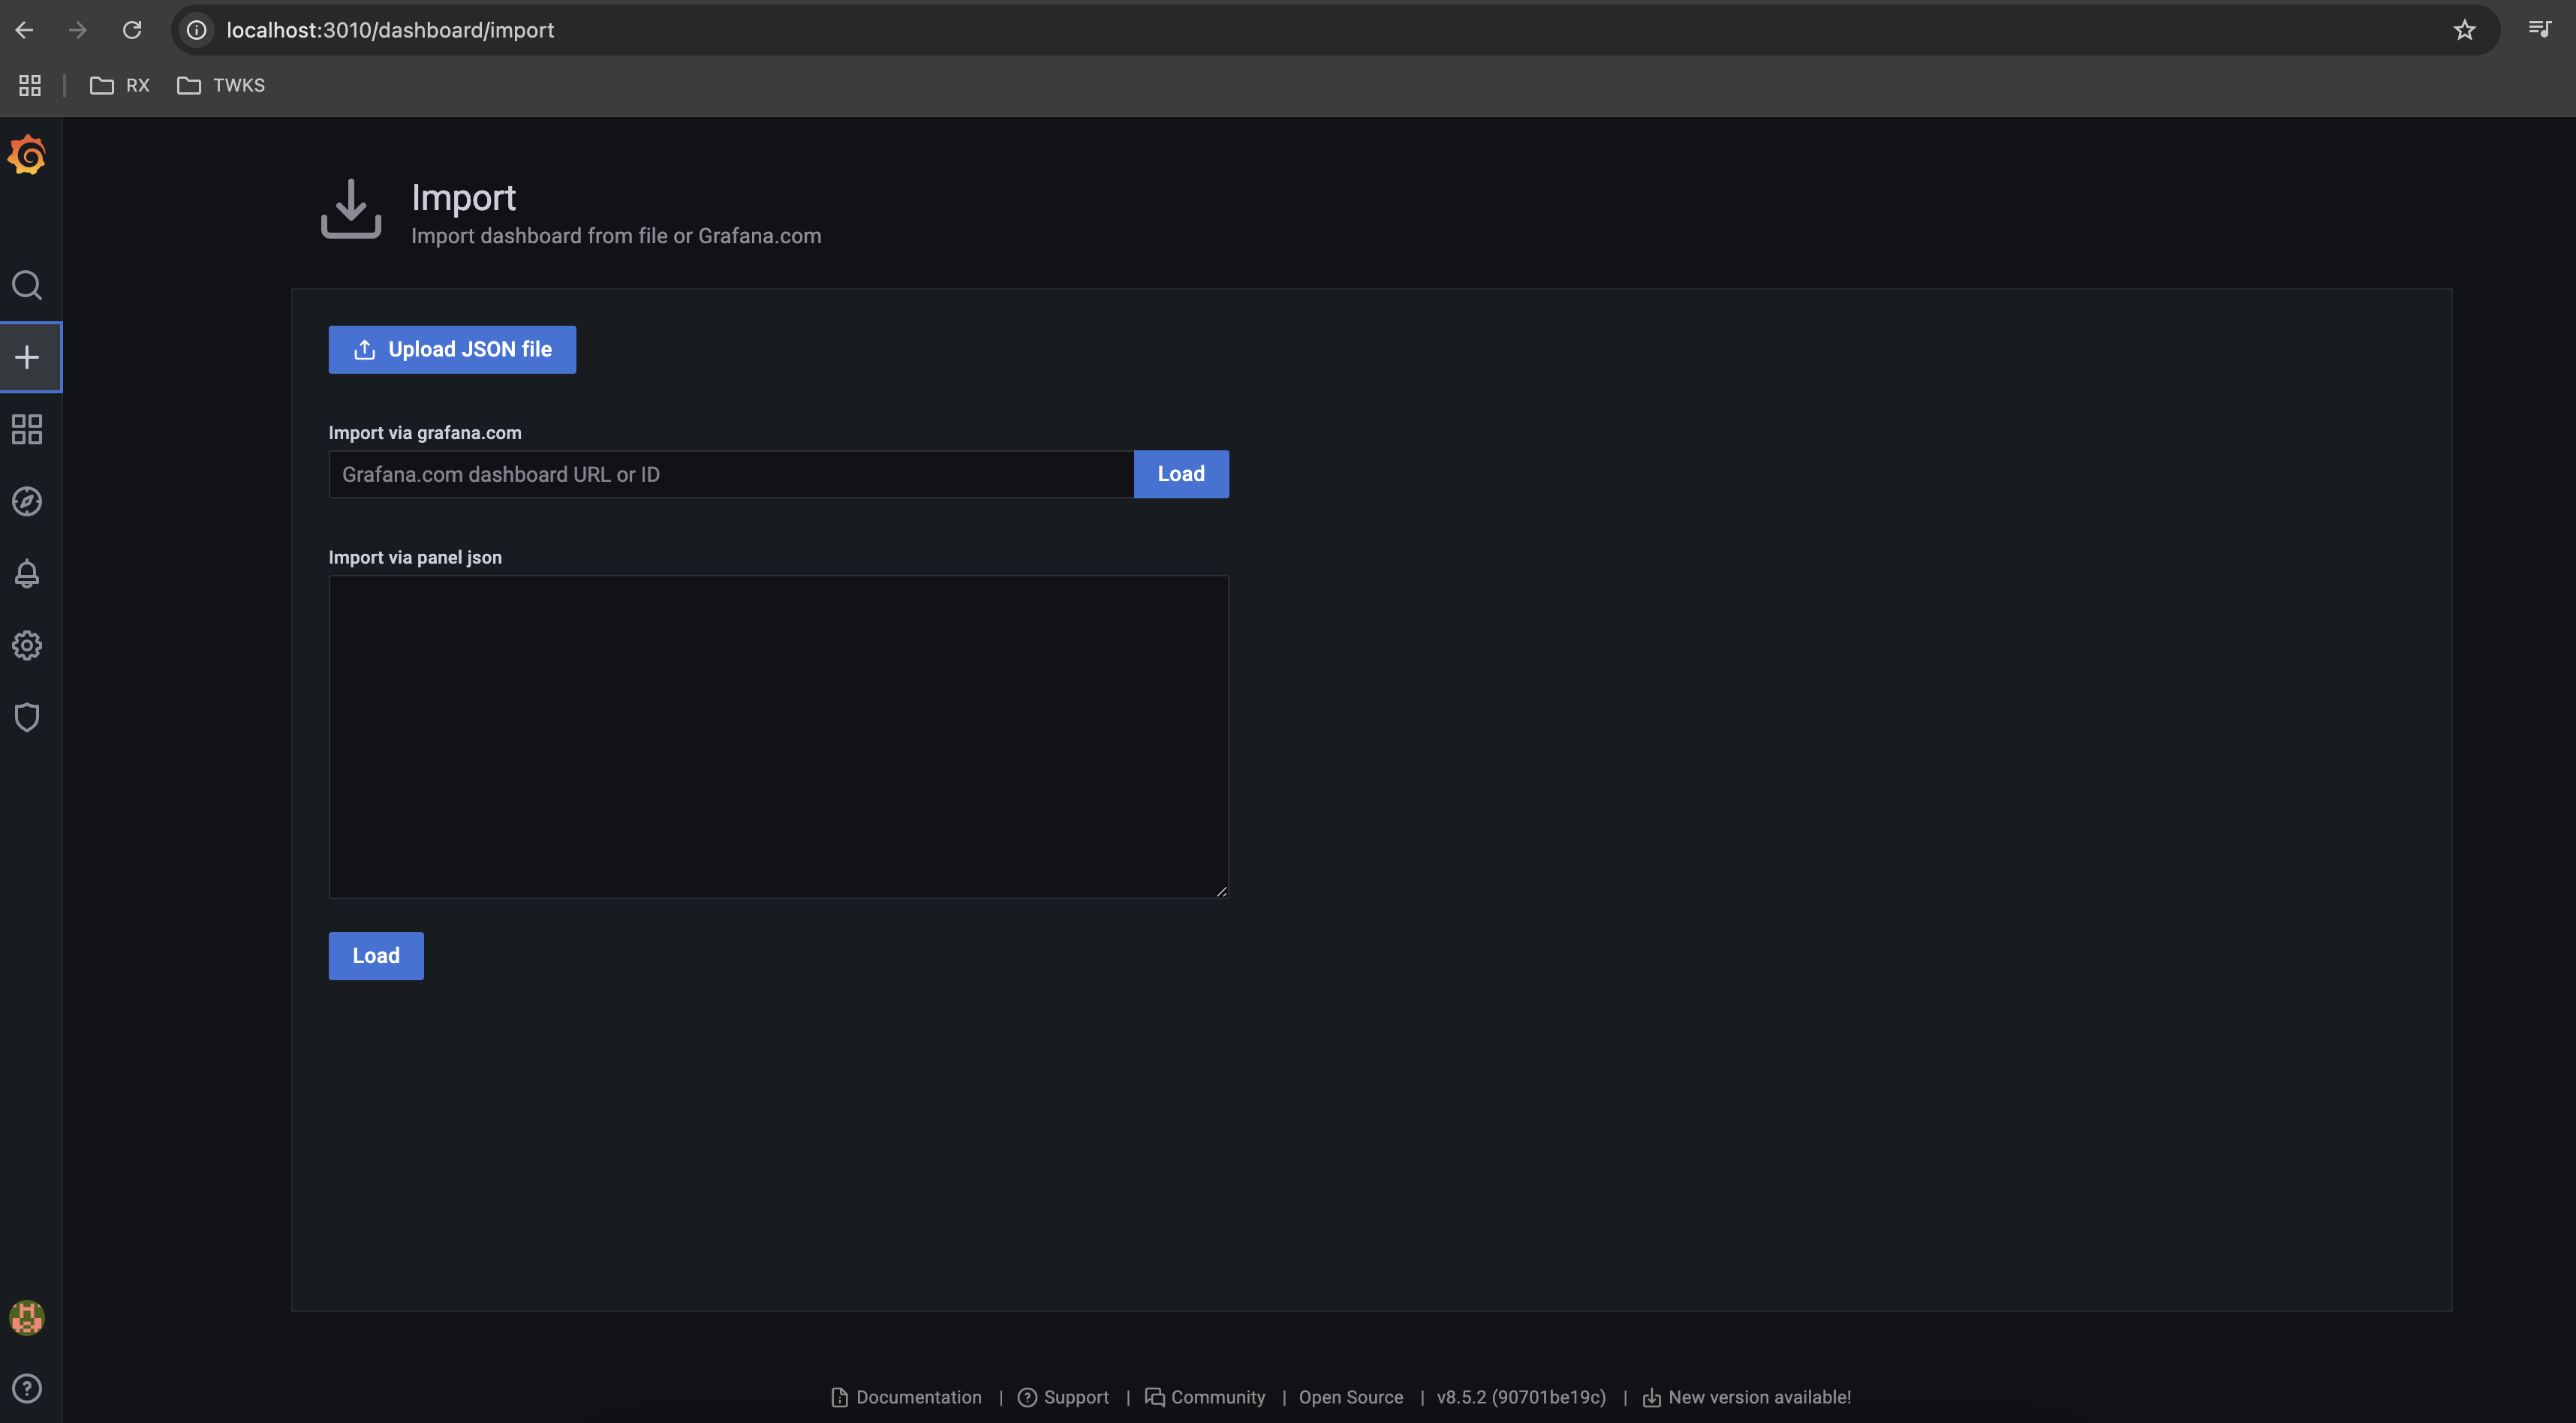 localhost:3010/dashboard/import
RX
TWKS
Import
Import dashboard from file or Grafana.com
Upload JSON file
Import via grafana.com
Grafana.com dashboard URL or ID
Load
Import via panel json
Load
Documentation | Support | Community | Open Source | v8.5.2 (90701be19c) | New version available!